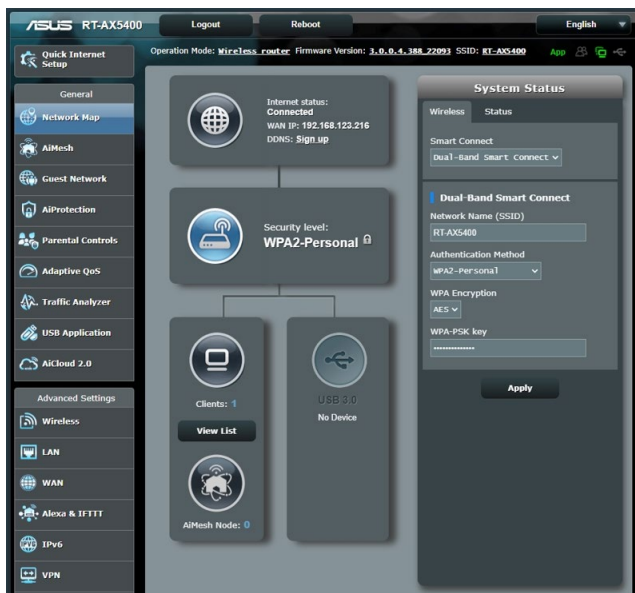 ASUS RT-AX5400
Logout
Reboot
English
Quick Internet
Setup
Operation Mode: Wireless router Firmware Version: 3.0.0.4.388_22093 SSID: RT-AX5400
App
General
Network Map
AiMesh
Guest Network
AiProtection
Parental Controls
Adaptive QoS
Traffic Analyzer
USB Application
AiCloud 2.0
Advanced Settings
Wireless
LAN
WAN
Alexa & IFTTT
IPv6
VPN
Internet status:
Connected
WAN IP: 192.168.123.216
DDNS: Sign up
Security level:
WPA2-Personal
Clients: 1
View List
AiMesh Node: 0
USB 3.0
No Device
System Status
Wireless
Status
Smart Connect
Dual-Band Smart Connect
Dual-Band Smart Connect
Network Name (SSID)
RT-AX5400
Authentication Method
WPA2-Personal
WPA Encryption
AES
WPA-PSK key
Apply